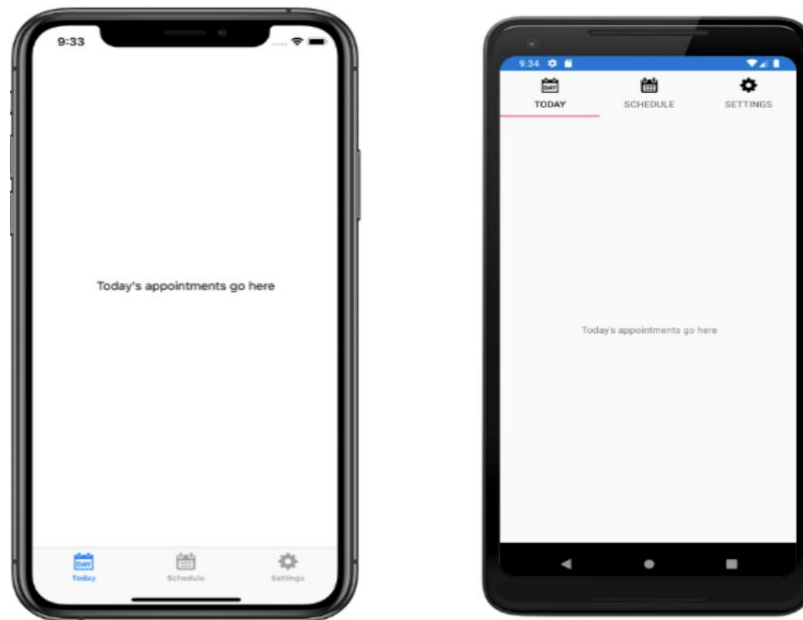 9:33
Today's appointments go here
DAY
Today
Schedule
Settings
9:34
DAY
TODAY
SCHEDULE
SETTINGS
Today's appointments go here